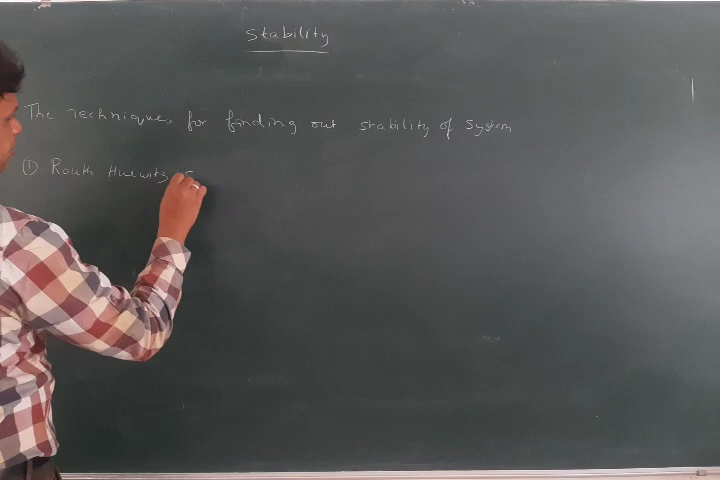 Stability
The Techniques for finding out stability of System
① Routh Hurwitz